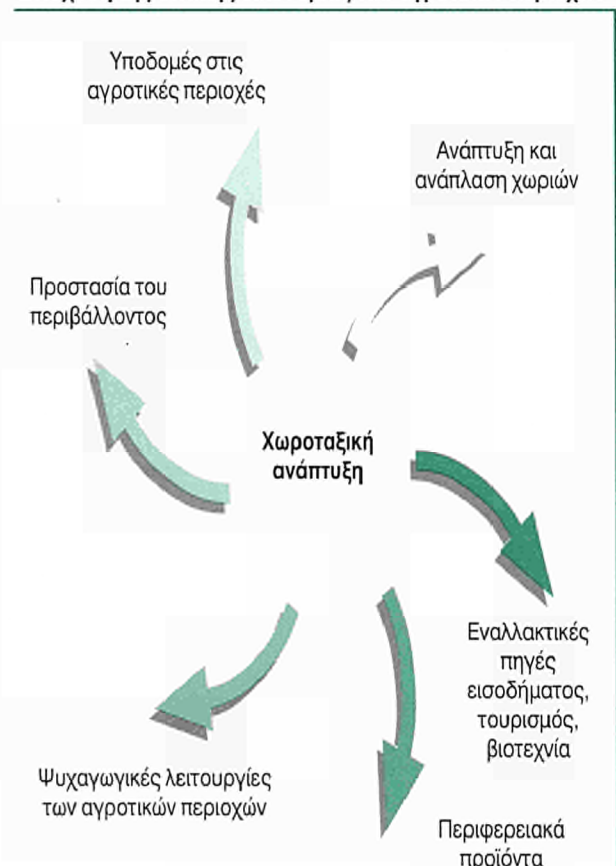 Υποδομές στις
αγροτικές περιοχές
Ανάπτυξη και
ανάπλαση χωριών
Προστασία του
περιβάλλοντος
Χωροταξική
ανάπτυξη
Εναλλακτικές
πηγές
εισοδήματος,
τουρισμός,
βιοτεχνία
Ψυχαγωγικές λειτουργίες
των αγροτικών περιοχών
Περιφερειακά
προϊόντα